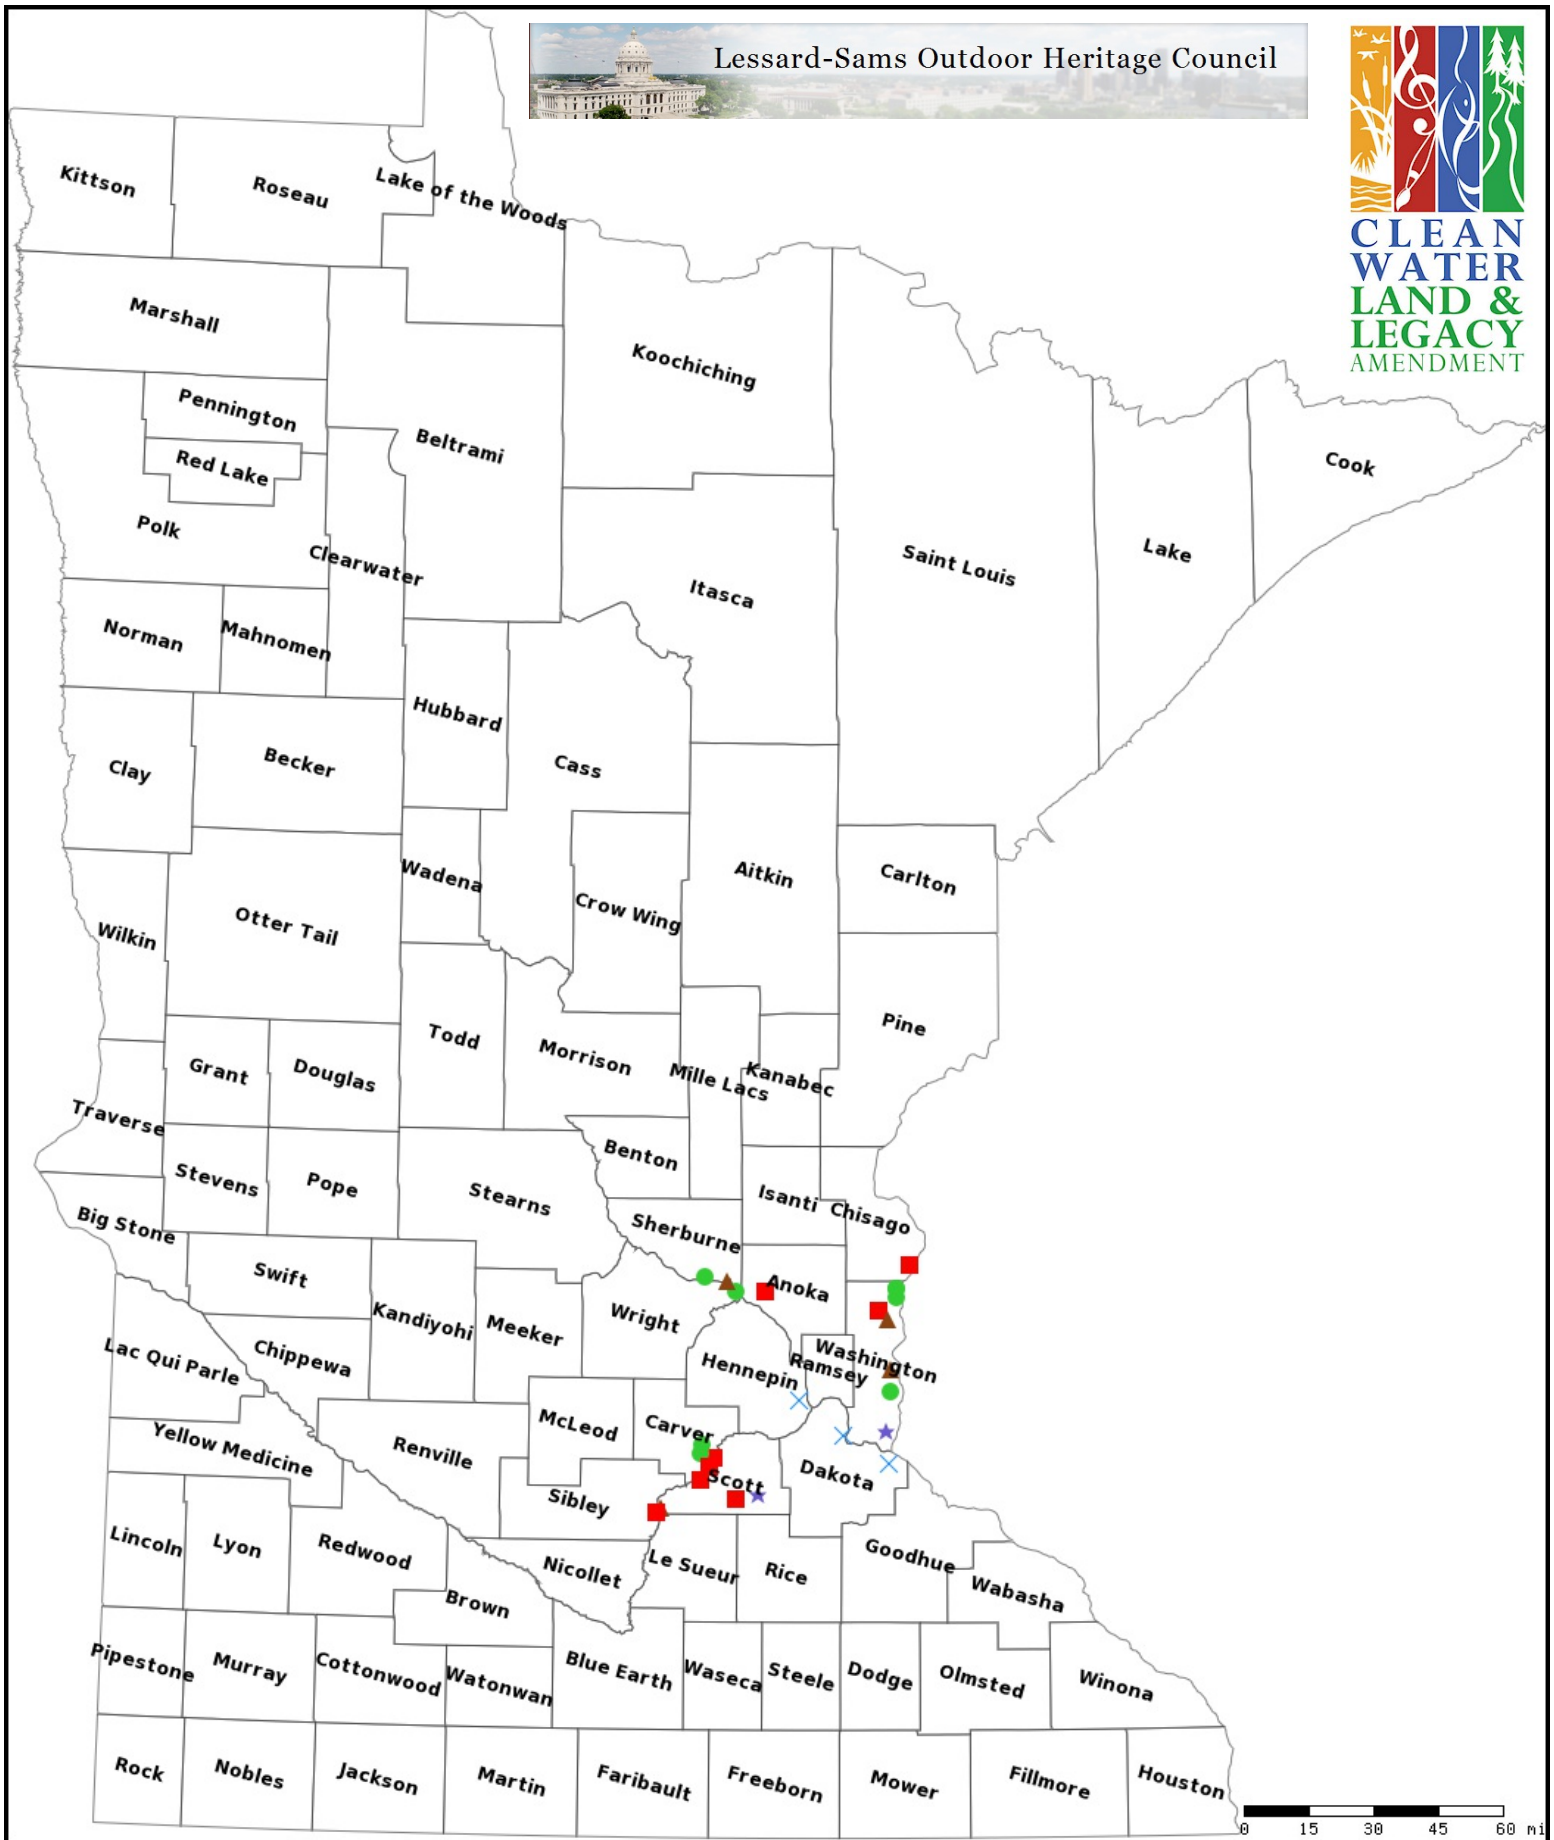 Lessard-Sams Outdoor Heritage Council
CLEAN
WATER
LAND &
LEGACY
AMENDMENT
Kittson
Roseau
Lake of the Woods
Marshall
Koochiching
Pennington
Beltrami
Red Lake
Cook
Polk
Clearwater
Saint Louis
Lake
Itasca
Norman
Mahnomen
Hubbard
Clay
Becker
Cass
Wadena
Aitkin
Carlton
Crow Wing
Otter Tail
Wilkin
Pine
Todd
Morrison
Grant
Douglas
Mille Lacs
Kanabec
Traverse
Benton
Stevens
Pope
Stearns
Isanti
Chisago
Big Stone
Sherburne
Swift
Anoka
Kandiyohi
Meeker
Wright
Lac Qui Parle
Chippewa
Washington
Hennepin
Ramsey
McLeod
Carver
Yellow Medicine
Renville
Scott
Dakota
Sibley
Lincoln
Lyon
Redwood
Nicollet
Le Sueur
Rice
Goodhue
Wabasha
Brown
Pipestone
Murray
Cottonwood
Watonwan
Blue Earth
Waseca
Steele
Dodge
Olmsted
Winona
Rock
Nobles
Jackson
Martin
Faribault
Freeborn
Mower
Fillmore
Houston
0 15 30 45 60 mi